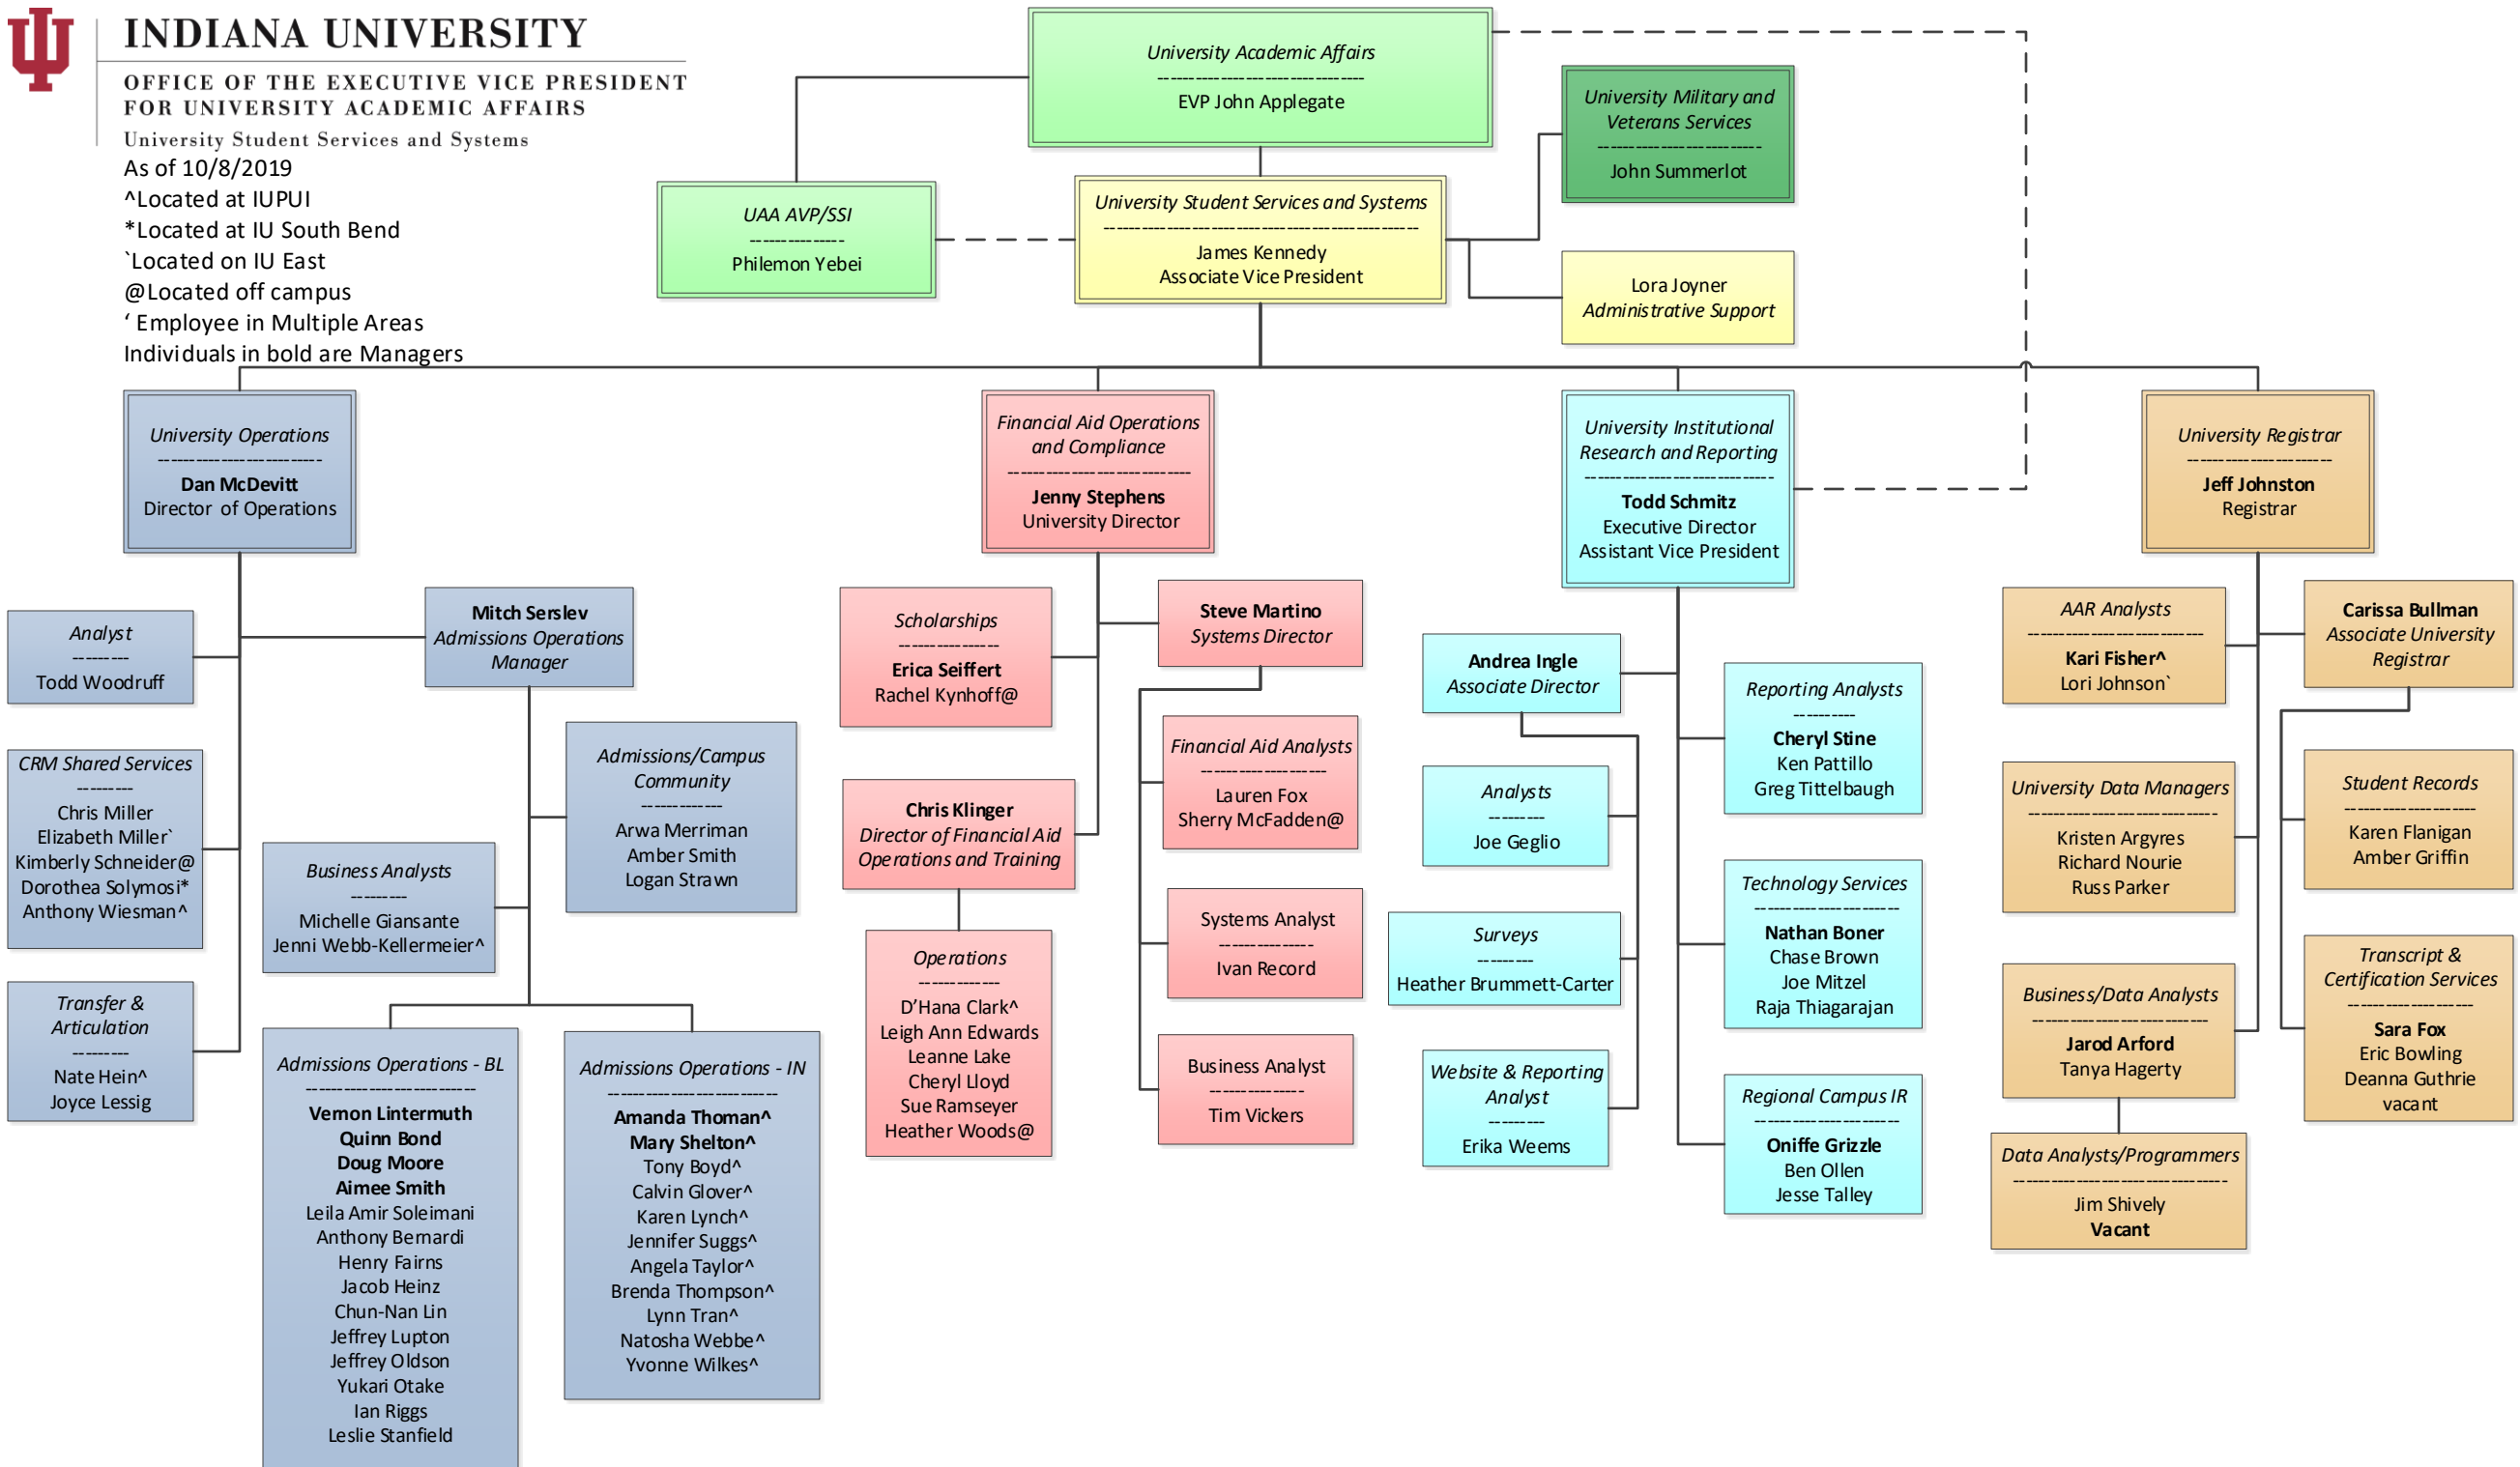 INDIANA UNIVERSITY
OFFICE OF THE EXECUTIVE VICE PRESIDENT
FOR UNIVERSITY ACADEMIC AFFAIRS
University Student Services and Systems
As of 10/8/2019
^Located at IUPUI
*Located at IU South Bend
`Located on IU East
@Located off campus
‘ Employee in Multiple Areas
Individuals in bold are Managers
University Academic Affairs
---------------------------------
EVP John Applegate
University Military and
Veterans Services
--------------------------
John Summerlot
UAA AVP/SSI
---------------
Philemon Yebei
University Student Services and Systems
--------------------------------------------------
James Kennedy
Associate Vice President
Lora Joyner
Administrative Support
University Operations
--------------------------
Dan McDevitt
Director of Operations
Financial Aid Operations
and Compliance
-----------------------------
Jenny Stephens
University Director
University Institutional
Research and Reporting
------------------------------
Todd Schmitz
Executive Director
Assistant Vice President
University Registrar
-----------------------
Jeff Johnston
Registrar
Analyst
---------
Todd Woodruff
Mitch Serslev
Admissions Operations
Manager
CRM Shared Services
---------
Chris Miller
Elizabeth Miller`
Kimberly Schneider@
Dorothea Solymosi*
Anthony Wiesman^
Admissions/Campus
Community
-------------
Arwa Merriman
Amber Smith
Logan Strawn
Business Analysts
---------
Michelle Giansante
Jenni Webb-Kellermeier^
Transfer &
Articulation
---------
Nate Hein^
Joyce Lessig
Admissions Operations - BL
---------------------------
Vernon Lintermuth
Quinn Bond
Doug Moore
Aimee Smith
Leila Amir Soleimani
Anthony Bernardi
Henry Fairns
Jacob Heinz
Chun-Nan Lin
Jeffrey Lupton
Jeffrey Oldson
Yukari Otake
Ian Riggs
Leslie Stanfield
Admissions Operations - IN
---------------------------
Amanda Thoman^
Mary Shelton^
Tony Boyd^
Calvin Glover^
Karen Lynch^
Jennifer Suggs^
Angela Taylor^
Brenda Thompson^
Lynn Tran^
Natosha Webbe^
Yvonne Wilkes^
Scholarships
----------------
Erica Seiffert
Rachel Kynhoff@
Steve Martino
Systems Director
Financial Aid Analysts
--------------------
Lauren Fox
Sherry McFadden@
Chris Klinger
Director of Financial Aid
Operations and Training
Systems Analyst
---------------
Ivan Record
Operations
-------------
D’Hana Clark^
Leigh Ann Edwards
Leanne Lake
Cheryl Lloyd
Sue Ramseyer
Heather Woods@
Business Analyst
---------------
Tim Vickers
Andrea Ingle
Associate Director
Reporting Analysts
----------
Cheryl Stine
Ken Pattillo
Greg Tittelbaugh
Analysts
---------
Joe Geglio
Technology Services
-----------------------
Nathan Boner
Chase Brown
Joe Mitzel
Raja Thiagarajan
Surveys
---------
Heather Brummett-Carter
Website & Reporting
Analyst
---------
Erika Weems
Regional Campus IR
-----------------------
Oniffe Grizzle
Ben Ollen
Jesse Talley
AAR Analysts
----------------------------
Kari Fisher^
Lori Johnson`
Carissa Bullman
Associate University
Registrar
University Data Managers
------------------------------
Kristen Argyres
Richard Nourie
Russ Parker
Student Records
---------------------
Karen Flanigan
Amber Griffin
Business/Data Analysts
----------------------------
Jarod Arford
Tanya Hagerty
Transcript &
Certification Services
--------------------
Sara Fox
Eric Bowling
Deanna Guthrie
vacant
Data Analysts/Programmers
----------------------------------
Jim Shively
Vacant